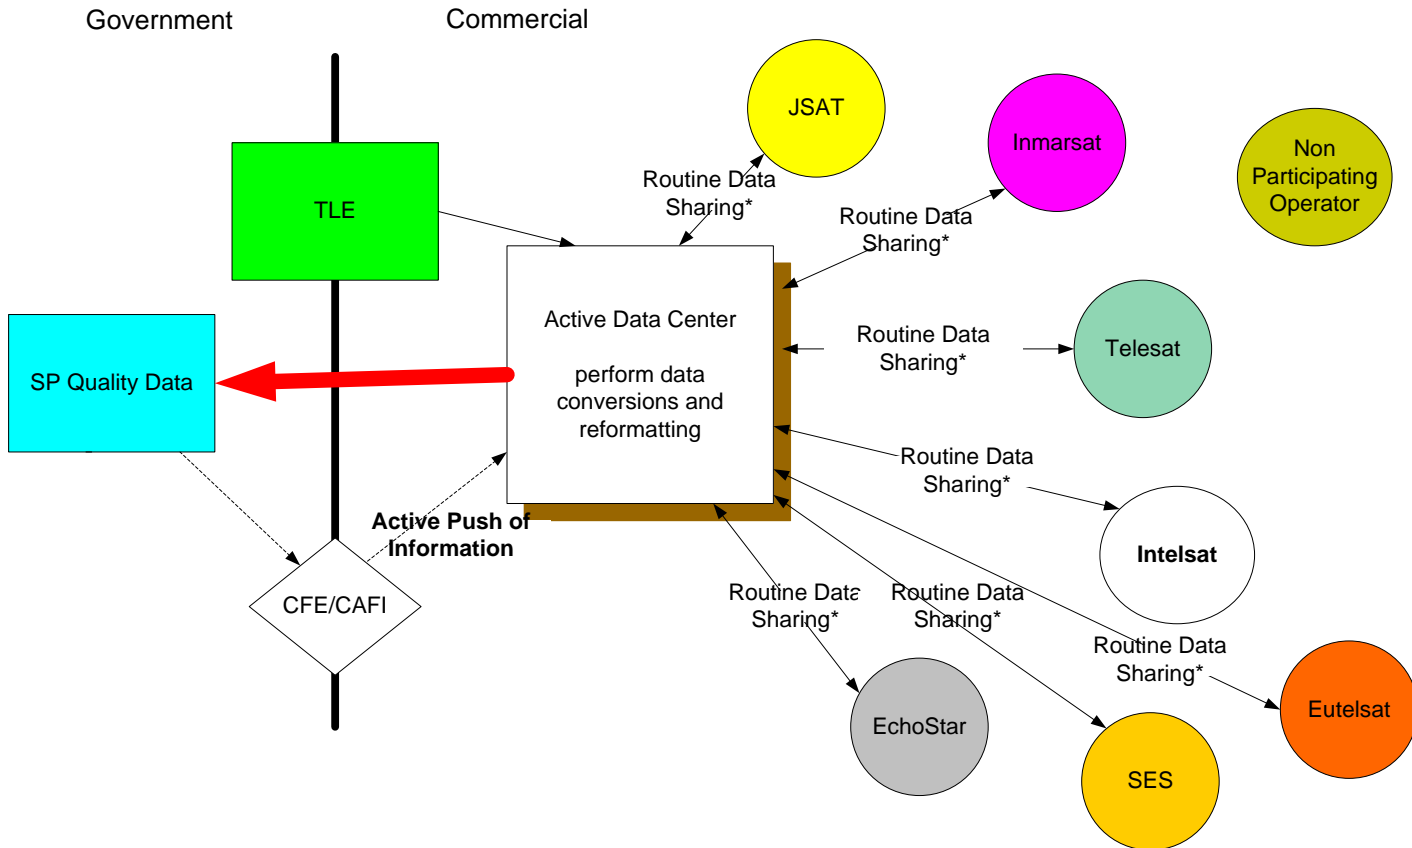 Government
Commercial
JSAT
Inmarsat
Non
Participating
Operator
Routine Data
Sharing*
TLE
Routine Data
Sharing*
Active Data Center
perform data
conversions and
reformatting
Routine Data
Sharing*
Telesat
SP Quality Data
Routine Data
Sharing*
Active Push of
Information
Intelsat
CFE/CAFI
Routine Data
Sharing*
Routine Data
Sharing*
Routine Data
Sharing*
EchoStar
SES
Eutelsat